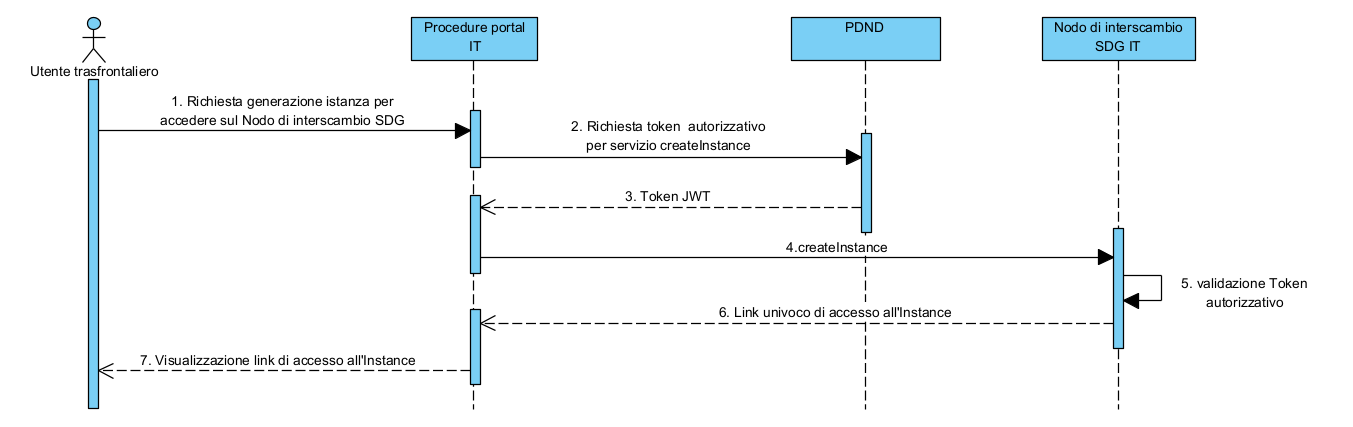 Procedure portal
IT
PDND
Nodo di interscambio
SDG IT
Utente trasfrontaliero
1. Richiesta generazione istanza per
accedere sul Nodo di interscambio SDG
2. Richiesta token autorizzativo
per servizio createInstance
3. Token JWT
4.createInstance
5. validazione Token
autorizzativo
6. Link univoco di accesso all'Instance
7. Visualizzazione link di accesso all'Instance